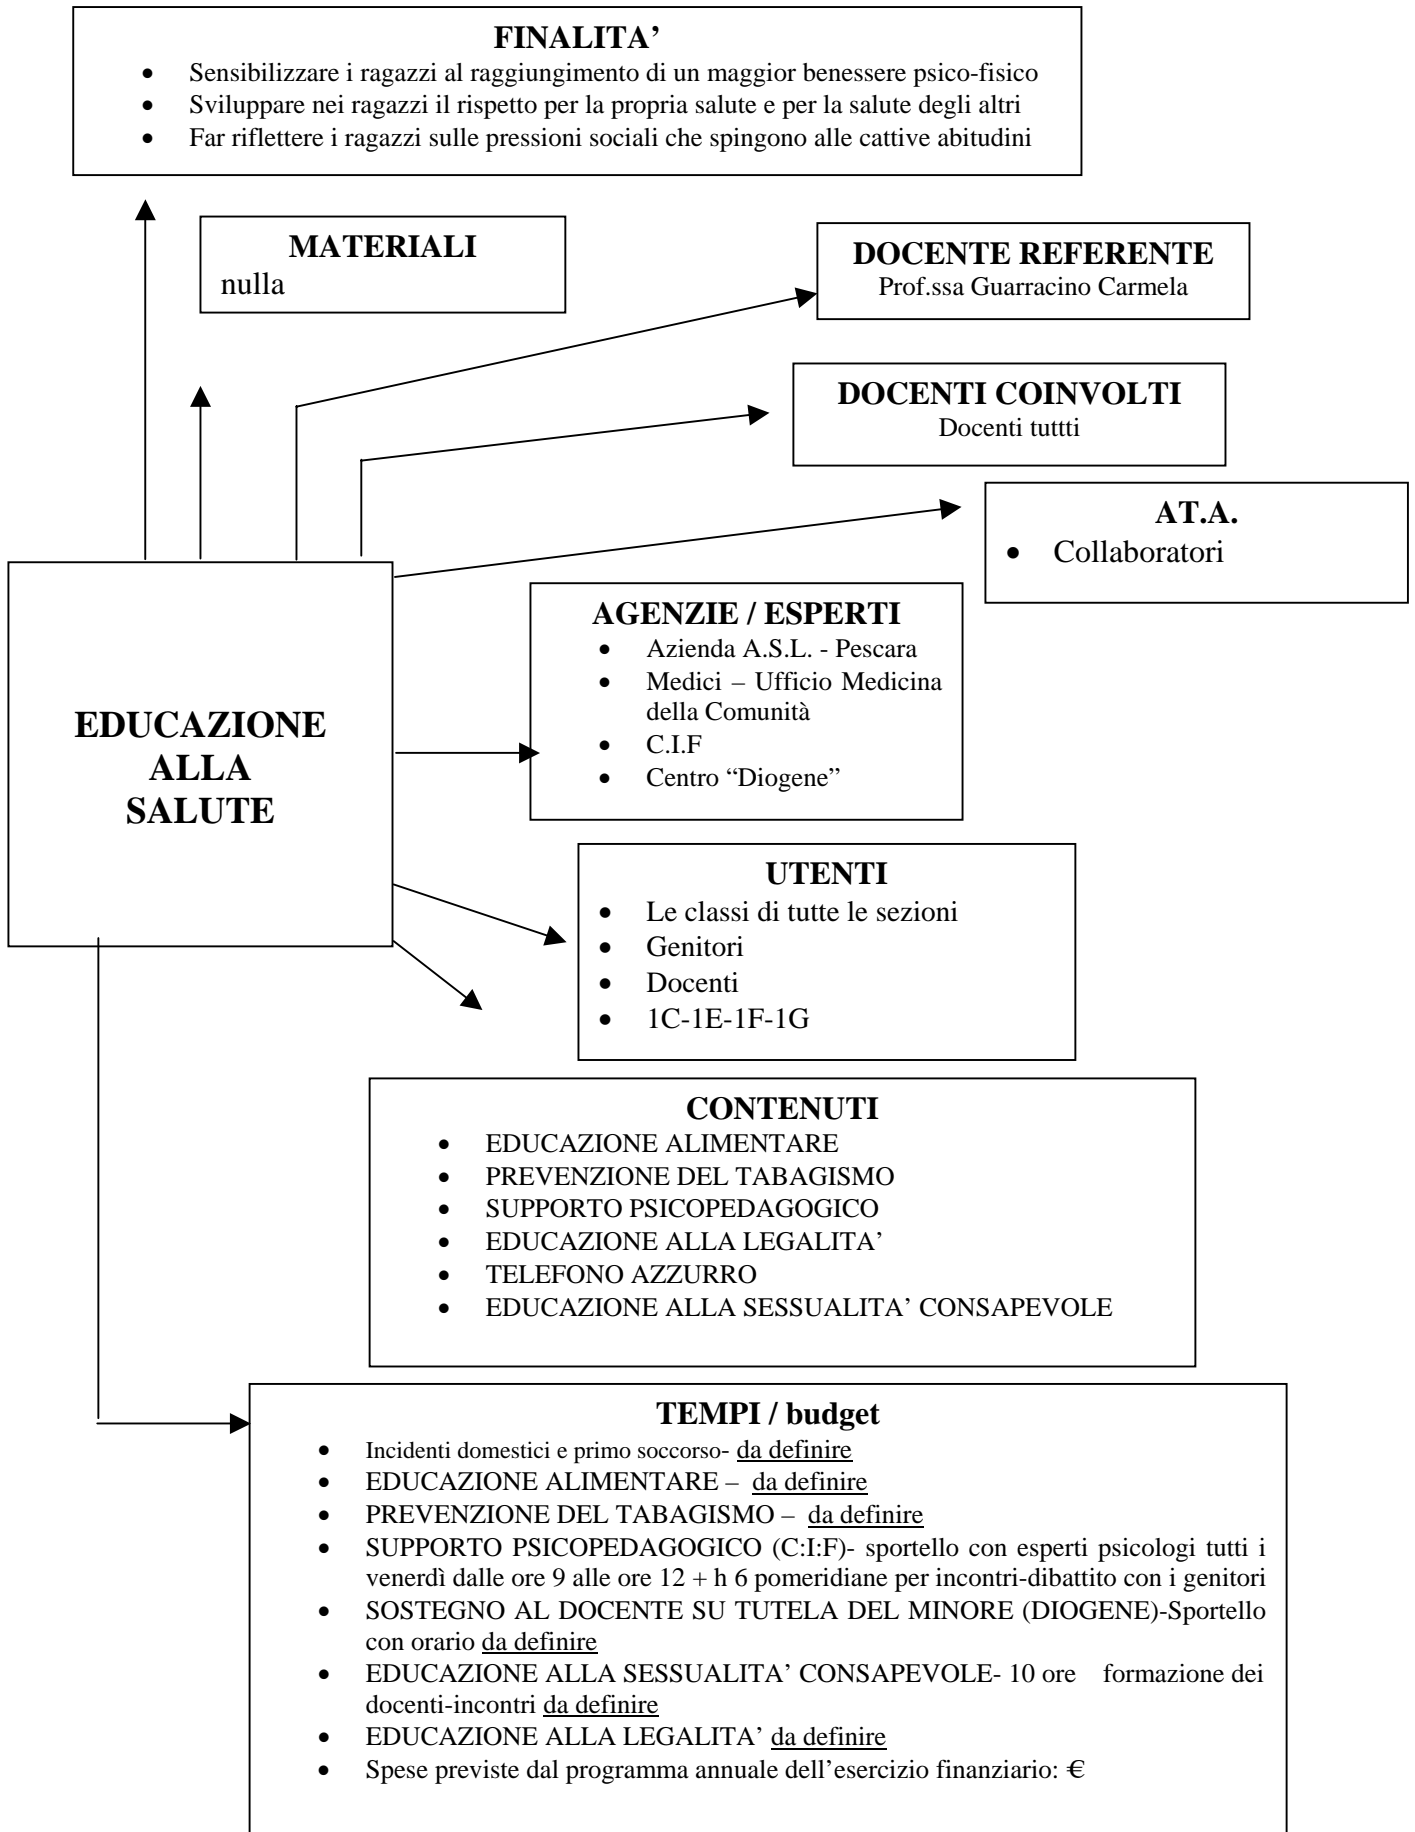 FINALITA’
• Sensibilizzare i ragazzi al raggiungimento di un maggior benessere psico-fisico
• Sviluppare nei ragazzi il rispetto per la propria salute e per la salute degli altri
• Far riflettere i ragazzi sulle pressioni sociali che spingono alle cattive abitudini
MATERIALI
nulla
DOCENTE REFERENTE
Prof.ssa Guarracino Carmela
DOCENTI COINVOLTI
Docenti tuttti
AT.A.
• Collaboratori
EDUCAZIONE
ALLA
SALUTE
AGENZIE / ESPERTI
• Azienda A.S.L. - Pescara
• Medici – Ufficio Medicina
della Comunità
• C.I.F
• Centro “Diogene”
UTENTI
• Le classi di tutte le sezioni
• Genitori
• Docenti
• 1C-1E-1F-1G
CONTENUTI
• EDUCAZIONE ALIMENTARE
• PREVENZIONE DEL TABAGISMO
• SUPPORTO PSICOPEDAGOGICO
• EDUCAZIONE ALLA LEGALITA’
• TELEFONO AZZURRO
• EDUCAZIONE ALLA SESSUALITA’ CONSAPEVOLE
TEMPI / budget
• Incidenti domestici e primo soccorso- da definire
• EDUCAZIONE ALIMENTARE – da definire
• PREVENZIONE DEL TABAGISMO – da definire
• SUPPORTO PSICOPEDAGOGICO (C:I:F)- sportello con esperti psicologi tutti i
venerdì dalle ore 9 alle ore 12 + h 6 pomeridiane per incontri-dibattito con i genitori
• SOSTEGNO AL DOCENTE SU TUTELA DEL MINORE (DIOGENE)-Sportello
con orario da definire
• EDUCAZIONE ALLA SESSUALITA’ CONSAPEVOLE- 10 ore formazione dei
docenti-incontri da definire
• EDUCAZIONE ALLA LEGALITA’ da definire
• Spese previste dal programma annuale dell’esercizio finanziario: €